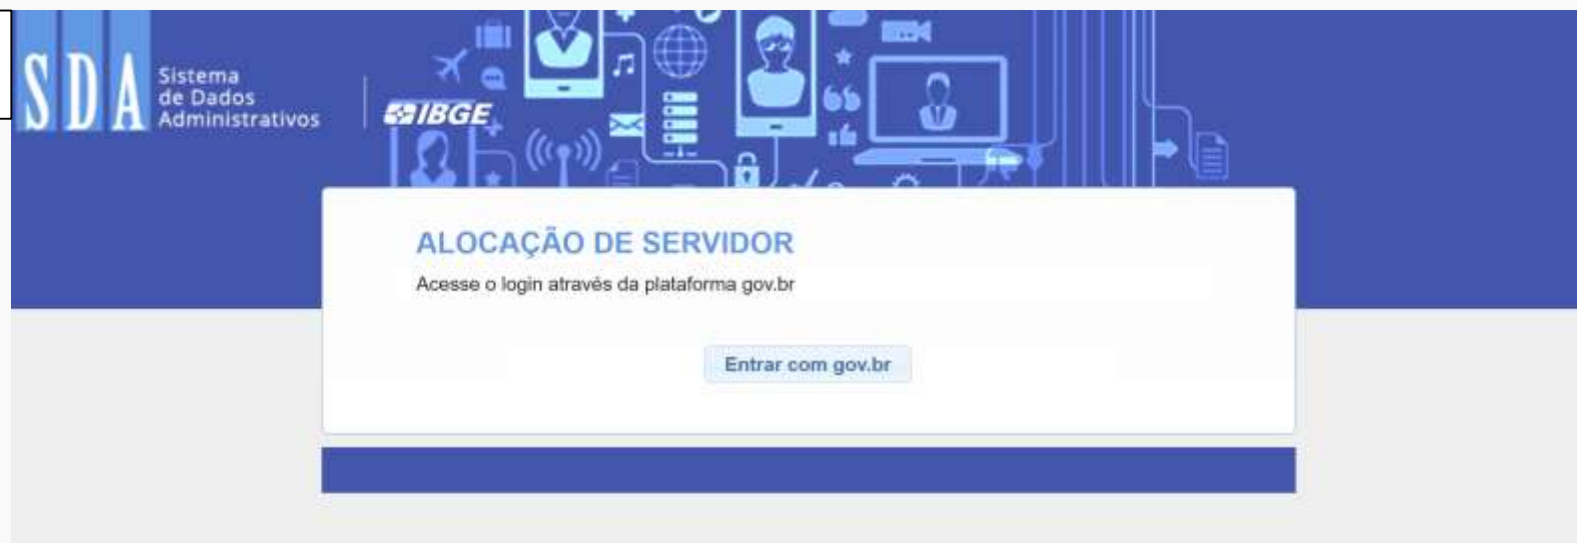 SDA
Sistema
de Dados
Administrativos
IBGE
ALOCAÇÃO DE SERVIDOR
Acesse o login através da plataforma gov.br
Entrar com gov.br